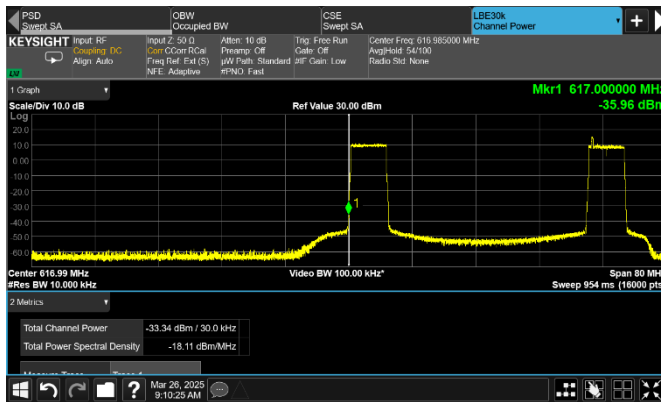 PSD
Swept SA
OBW
Occupied BW
CSE
Swept SA
LBE30k
Channel Power
KEYSIGHT
Input: RF
Coupling: DC
Align: Auto
Input Z: 50 Ω
Corr CCorr RCal
Freq Ref: Ext (S)
NFE: Adaptive
Atten: 10 dB
Preamp: Off
µW Path: Standard
#PNO: Fast
Trig: Free Run
Gate: Off
#IF Gain: Low
Center Freq: 616.985000 MHz
Avg|Hold: 54/100
Radio Std: None
1 Graph
Mkr1 617.000000 MHz
Scale/Div 10.0 dB
Ref Value 30.00 dBm
-35.96 dBm
Log
20.0
10.0
0.00
-10.0
-20.0
-30.0
-40.0
-50.0
-60.0
1
Center 616.99 MHz
Video BW 100.00 kHz*
Span 80 MH
#Res BW 10.000 kHz
Sweep 954 ms (16000 pts
2 Metrics
Total Channel Power -33.34 dBm / 30.0 kHz
Total Power Spectral Density -18.11 dBm/MHz
Mar 26, 2025
9:10:25 AM